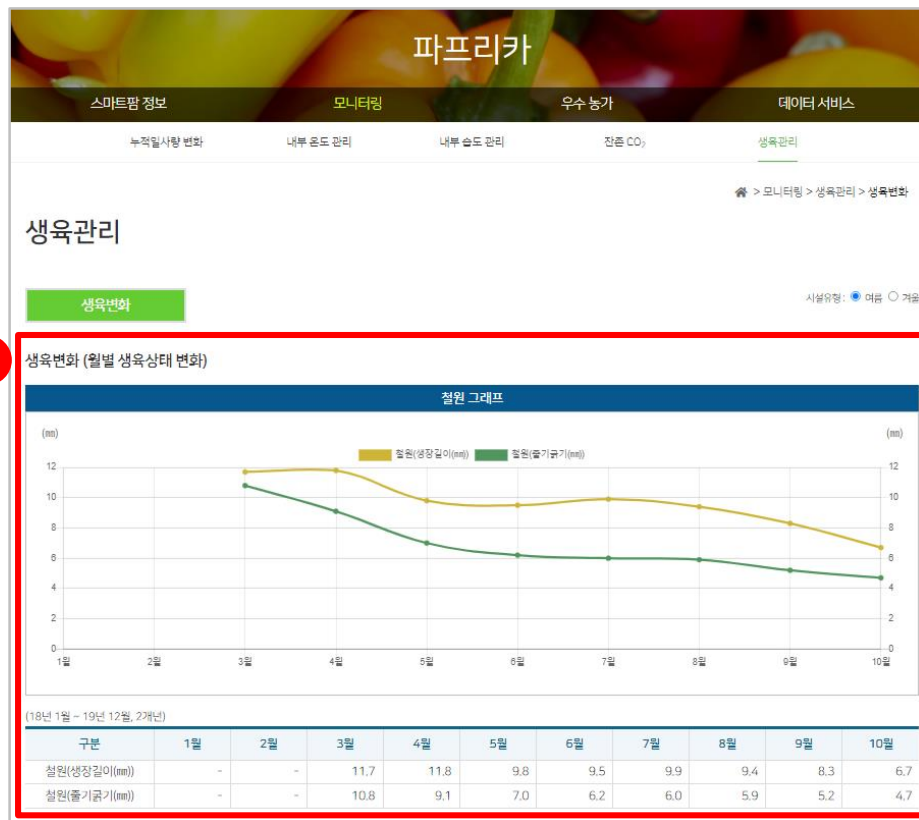 파프리카
스마트팜 정보 모니터링 우수 농가 데이터 서비스
누적일사량 변화 내부 온도 관리 내부 습도 관리 잔존 CO₂ 생육관리
> 모니터링 > 생육관리 > 생육변화
생육관리
생육변화
시설유형: 여름 겨울
생육변화 (월별 생육상태 변화)
철원 그래프
(㎜) (㎜)
철원(생장길이(㎜)) 철원(줄기굵기(㎜))
12 12
10 10
8 8
6 6
4 4
2 2
0 0
1월 2월 3월 4월 5월 6월 7월 8월 9월 10월
(18년 1월 ~ 19년 12월, 2개년)
구분 1월 2월 3월 4월 5월 6월 7월 8월 9월 10월
철원(생장길이(㎜)) - - 11.7 11.8 9.8 9.5 9.9 9.4 8.3 6.7
철원(줄기굵기(㎜)) - - 10.8 9.1 7.0 6.2 6.0 5.9 5.2 4.7